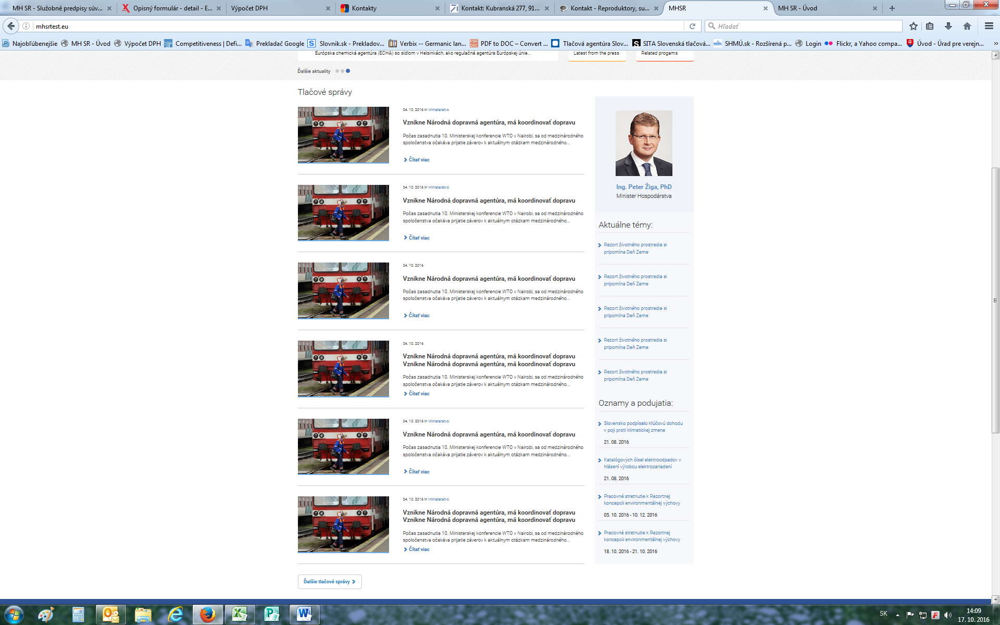 MH SR - Služobné predpisy súv...
Opisný formulár - detail - E...
Výpočet DPH
Kontakty
Kontakt: Kubranská 277, 91...
Kontakt - Reproduktory, su...
MHSR
MH SR - Úvod
mhsrtest.eu
Hľadať
Najobľúbenejšie
MH SR - Úvod
Výpočet DPH
Competitiveness | Defi...
Prekladač Google
Slovnik.sk - Prekladov...
Verbix -- Germanic lan...
PDF to DOC – Convert ...
Tlačová agentúra Slov...
SITA Slovenská tlačová...
SHMÚ.sk - Rozšírená p...
Login
Flickr, a Yahoo compa...
Úvod - Úrad pre verejn...
Európska chemická agentúra (ECHA) so sídlom v Helsinkách, ako regulačná agentúra Európskej únie...
Latest from the press
Related progams
Ďalšie aktuality
Tlačové správy
04. 10. 2016 in Ministerstvo
Vznikne Národná dopravná agentúra, má koordinovať dopravu
Počas zasadnutia 10. Ministerskej konferencie WTO v Nairobi, sa od medzinárodného
spoločenstva očakáva prijatie záverov k aktuálnym otázkam medzinárodného...
Čítať viac
04. 10. 2016 in Ministerstvo
Vznikne Národná dopravná agentúra, má koordinovať dopravu
Počas zasadnutia 10. Ministerskej konferencie WTO v Nairobi, sa od medzinárodného
spoločenstva očakáva prijatie záverov k aktuálnym otázkam medzinárodného...
Čítať viac
04. 10. 2016
Vznikne Národná dopravná agentúra, má koordinovať dopravu
Počas zasadnutia 10. Ministerskej konferencie WTO v Nairobi, sa od medzinárodného
spoločenstva očakáva prijatie záverov k aktuálnym otázkam medzinárodného...
Čítať viac
04. 10. 2016
Vznikne Národná dopravná agentúra, má koordinovať dopravu
Vznikne Národná dopravná agentúra, má koordinovať dopravu
Počas zasadnutia 10. Ministerskej konferencie WTO v Nairobi, sa od medzinárodného
spoločenstva očakáva prijatie záverov k aktuálnym otázkam medzinárodného...
Čítať viac
04. 10. 2016 in Ministerstvo
Vznikne Národná dopravná agentúra, má koordinovať dopravu
Počas zasadnutia 10. Ministerskej konferencie WTO v Nairobi, sa od medzinárodného
spoločenstva očakáva prijatie záverov k aktuálnym otázkam medzinárodného...
Čítať viac
04. 10. 2016 in Ministerstvo
Vznikne Národná dopravná agentúra, má koordinovať dopravu
Vznikne Národná dopravná agentúra, má koordinovať dopravu
Počas zasadnutia 10. Ministerskej konferencie WTO v Nairobi, sa od medzinárodného
spoločenstva očakáva prijatie záverov k aktuálnym otázkam medzinárodného...
Čítať viac
Ďalšie tlačové správy
Ing. Peter Žiga, PhD
Minister Hospodárstva
Aktuálne témy:
Rezort životného prostredia si
pripomína Deň Zeme
Rezort životného prostredia si
pripomína Deň Zeme
Rezort životného prostredia si
pripomína Deň Zeme
Rezort životného prostredia si
pripomína Deň Zeme
Rezort životného prostredia si
pripomína Deň Zeme
Oznamy a podujatia:
Slovensko podpísalo kľúčovú dohodu
v poji proti klimatickej zmene
21. 08. 2016
Katalógových čísel elektroodpadov v
hlásení výrobcu elektrozariadení
21. 08. 2016
Pracovné stretnutie k Rezortnej
koncepcii environmentálnej výchovy
05. 10. 2016 - 10. 12. 2016
Pracovné stretnutie k Rezortnej
koncepcii environmentálnej výchovy
18. 10. 2016 - 21. 10. 2016
SK
14:09
17. 10. 2016